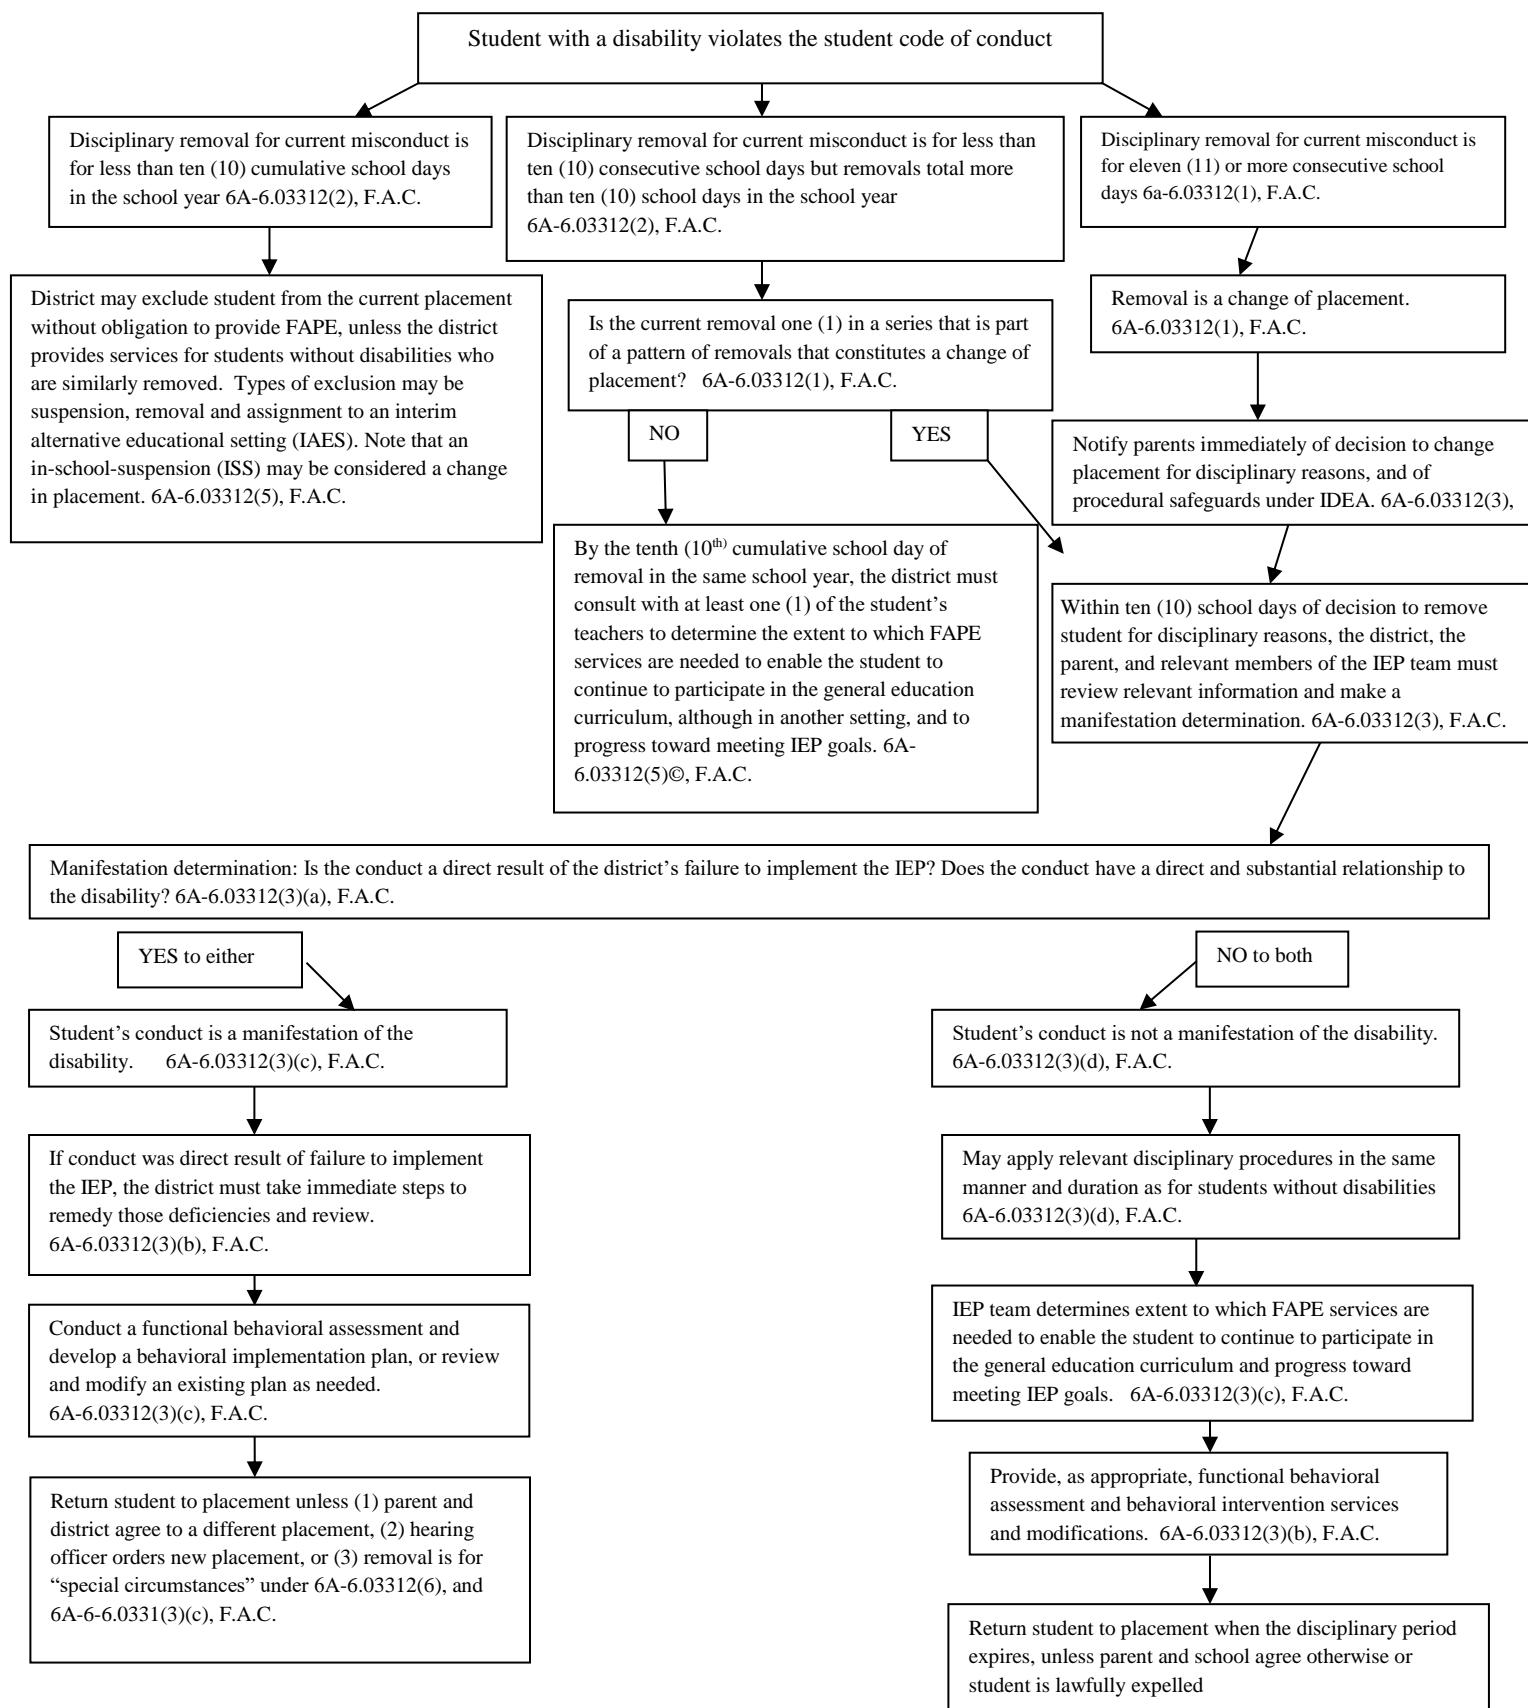 Student with a disability violates the student code of conduct
Disciplinary removal for current misconduct is
for less than ten (10) cumulative school days
in the school year 6A-6.03312(2), F.A.C.
Disciplinary removal for current misconduct is for less than
ten (10) consecutive school days but removals total more
than ten (10) school days in the school year
6A-6.03312(2), F.A.C.
Disciplinary removal for current misconduct is
for eleven (11) or more consecutive school
days 6a-6.03312(1), F.A.C.
District may exclude student from the current placement
without obligation to provide FAPE, unless the district
provides services for students without disabilities who
are similarly removed.  Types of exclusion may be
suspension, removal and assignment to an interim
alternative educational setting (IAES). Note that an
in-school-suspension (ISS) may be considered a change
in placement. 6A-6.03312(5), F.A.C.
Is the current removal one (1) in a series that is part
of a pattern of removals that constitutes a change of
placement?   6A-6.03312(1), F.A.C.
Removal is a change of placement.
6A-6.03312(1), F.A.C.
NO
YES
Notify parents immediately of decision to change
placement for disciplinary reasons, and of
procedural safeguards under IDEA. 6A-6.03312(3),
By the tenth (10th) cumulative school day of
removal in the same school year, the district must
consult with at least one (1) of the student’s
teachers to determine the extent to which FAPE
services are needed to enable the student to
continue to participate in the general education
curriculum, although in another setting, and to
progress toward meeting IEP goals. 6A-
6.03312(5)©, F.A.C.
Within ten (10) school days of decision to remove
student for disciplinary reasons, the district, the
parent, and relevant members of the IEP team must
review relevant information and make a
manifestation determination. 6A-6.03312(3), F.A.C.
Manifestation determination: Is the conduct a direct result of the district’s failure to implement the IEP? Does the conduct have a direct and substantial relationship to
the disability? 6A-6.03312(3)(a), F.A.C.
YES to either
NO to both
Student’s conduct is a manifestation of the
disability.      6A-6.03312(3)(c), F.A.C.
Student’s conduct is not a manifestation of the disability.
6A-6.03312(3)(d), F.A.C.
If conduct was direct result of failure to implement
the IEP, the district must take immediate steps to
remedy those deficiencies and review.
6A-6.03312(3)(b), F.A.C.
May apply relevant disciplinary procedures in the same
manner and duration as for students without disabilities
6A-6.03312(3)(d), F.A.C.
Conduct a functional behavioral assessment and
develop a behavioral implementation plan, or review
and modify an existing plan as needed.
6A-6.03312(3)(c), F.A.C.
IEP team determines extent to which FAPE services are
needed to enable the student to continue to participate in
the general education curriculum and progress toward
meeting IEP goals.   6A-6.03312(3)(c), F.A.C.
Return student to placement unless (1) parent and
district agree to a different placement, (2) hearing
officer orders new placement, or (3) removal is for
“special circumstances” under 6A-6.03312(6), and
6A-6-6.0331(3)(c), F.A.C.
Provide, as appropriate, functional behavioral
assessment and behavioral intervention services
and modifications.  6A-6.03312(3)(b), F.A.C.
Return student to placement when the disciplinary period
expires, unless parent and school agree otherwise or
student is lawfully expelled